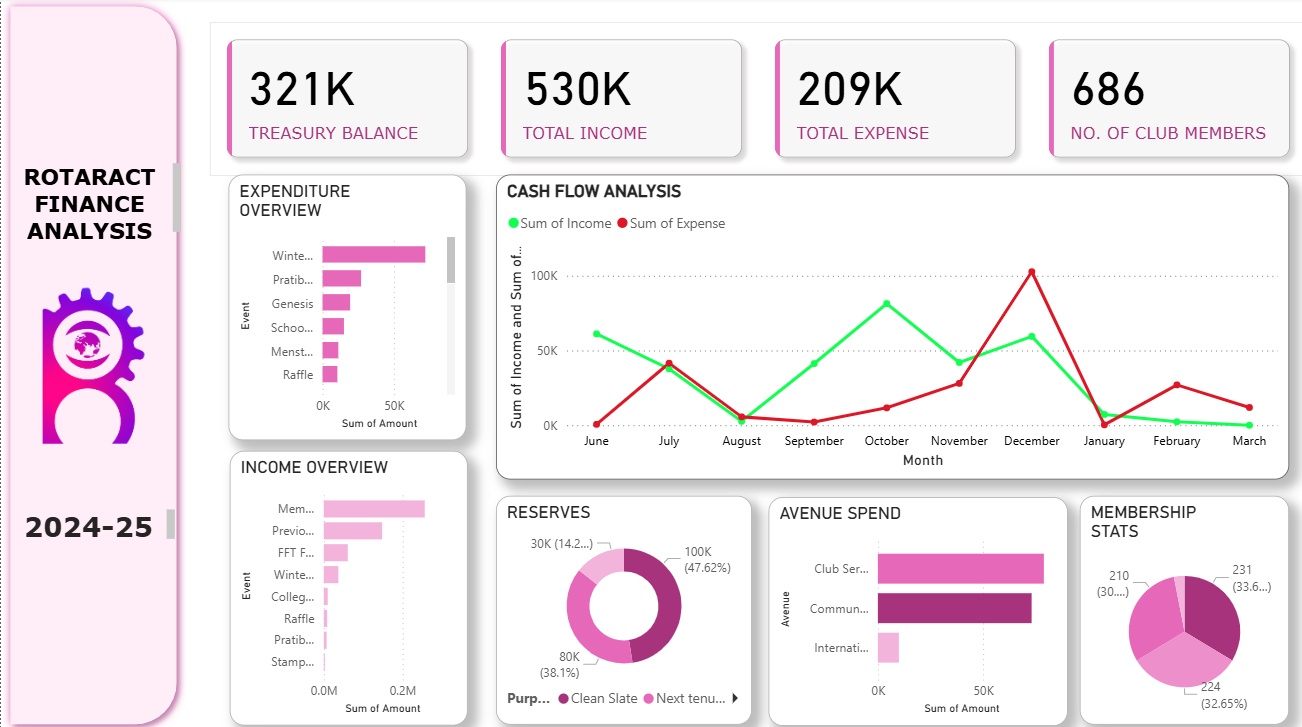 ROTARACT
FINANCE
ANALYSIS
2024-25
321K
TREASURY BALANCE
530K
TOTAL INCOME
209K
TOTAL EXPENSE
686
NO. OF CLUB MEMBERS
EXPENDITURE
OVERVIEW
Event
Winte...
Pratib...
Genesis
Schoo...
Menst...
Raffle
0K 50K
Sum of Amount
CASH FLOW ANALYSIS
Sum of Income Sum of Expense
Sum of Income and Sum of...
100K
50K
0K
June July August September October November December January February March
Month
INCOME OVERVIEW
Event
Mem...
Previo...
FFT F...
Winte...
Colleg...
Raffle
Pratib...
Stamp...
0.0M 0.2M
Sum of Amount
RESERVES
30K (14.2...)
100K
(47.62%)
80K
(38.1%)
Purp... Clean Slate Next tenu...
AVENUE SPEND
Avenue
Club Ser...
Commun...
Internati...
0K 50K
Sum of Amount
MEMBERSHIP
STATS
210
(30....)
231
(33.6...)
224
(32.65%)